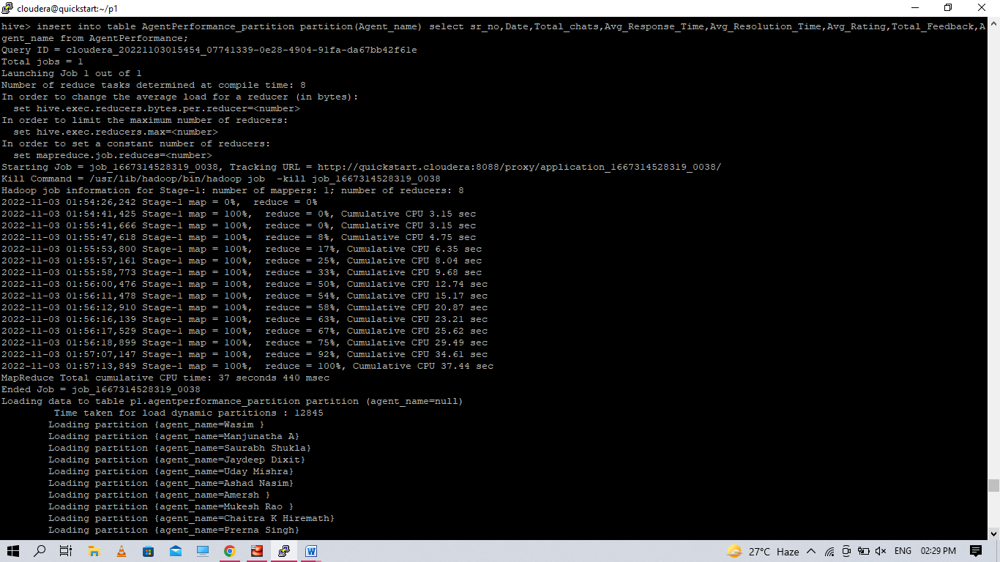 cloudera@quickstart:~/p1
hive> insert into table AgentPerformance_partition partition(Agent_name) select sr_no,Date,Total_chats,Avg_Response_Time,Avg_Resolution_Time,Avg_Rating,Total_Feedback,A
gent_name from AgentPerformance;
Query ID = cloudera_20221103015454_07741339-0e28-4904-91fa-da67bb42f61e
Total jobs = 1
Launching Job 1 out of 1
Number of reduce tasks determined at compile time: 8
In order to change the average load for a reducer (in bytes):
  set hive.exec.reducers.bytes.per.reducer=<number>
In order to limit the maximum number of reducers:
  set hive.exec.reducers.max=<number>
In order to set a constant number of reducers:
  set mapreduce.job.reduces=<number>
Starting Job = job_1667314528319_0038, Tracking URL = http://quickstart.cloudera:8088/proxy/application_1667314528319_0038/
Kill Command = /usr/lib/hadoop/bin/hadoop job  -kill job_1667314528319_0038
Hadoop job information for Stage-1: number of mappers: 1; number of reducers: 8
2022-11-03 01:54:26,242 Stage-1 map = 0%,  reduce = 0%
2022-11-03 01:54:41,425 Stage-1 map = 100%,  reduce = 0%, Cumulative CPU 3.15 sec
2022-11-03 01:55:41,666 Stage-1 map = 100%,  reduce = 0%, Cumulative CPU 3.15 sec
2022-11-03 01:55:47,618 Stage-1 map = 100%,  reduce = 8%, Cumulative CPU 4.75 sec
2022-11-03 01:55:53,800 Stage-1 map = 100%,  reduce = 17%, Cumulative CPU 6.35 sec
2022-11-03 01:55:57,161 Stage-1 map = 100%,  reduce = 25%, Cumulative CPU 8.04 sec
2022-11-03 01:55:58,773 Stage-1 map = 100%,  reduce = 33%, Cumulative CPU 9.68 sec
2022-11-03 01:56:00,476 Stage-1 map = 100%,  reduce = 50%, Cumulative CPU 12.74 sec
2022-11-03 01:56:11,478 Stage-1 map = 100%,  reduce = 54%, Cumulative CPU 15.17 sec
2022-11-03 01:56:12,910 Stage-1 map = 100%,  reduce = 58%, Cumulative CPU 20.87 sec
2022-11-03 01:56:16,139 Stage-1 map = 100%,  reduce = 63%, Cumulative CPU 23.21 sec
2022-11-03 01:56:17,529 Stage-1 map = 100%,  reduce = 67%, Cumulative CPU 25.62 sec
2022-11-03 01:56:18,899 Stage-1 map = 100%,  reduce = 75%, Cumulative CPU 29.49 sec
2022-11-03 01:57:07,147 Stage-1 map = 100%,  reduce = 92%, Cumulative CPU 34.61 sec
2022-11-03 01:57:13,849 Stage-1 map = 100%,  reduce = 100%, Cumulative CPU 37.44 sec
MapReduce Total cumulative CPU time: 37 seconds 440 msec
Ended Job = job_1667314528319_0038
Loading data to table p1.agentperformance_partition partition (agent_name=null)
         Time taken for load dynamic partitions : 12845
        Loading partition {agent_name=Wasim }
        Loading partition {agent_name=Manjunatha A}
        Loading partition {agent_name=Saurabh Shukla}
        Loading partition {agent_name=Jaydeep Dixit}
        Loading partition {agent_name=Uday Mishra}
        Loading partition {agent_name=Ashad Nasim}
        Loading partition {agent_name=Amersh }
        Loading partition {agent_name=Mukesh Rao }
        Loading partition {agent_name=Chaitra K Hiremath}
        Loading partition {agent_name=Prerna Singh}
27°C Haze ENG 02:29 PM